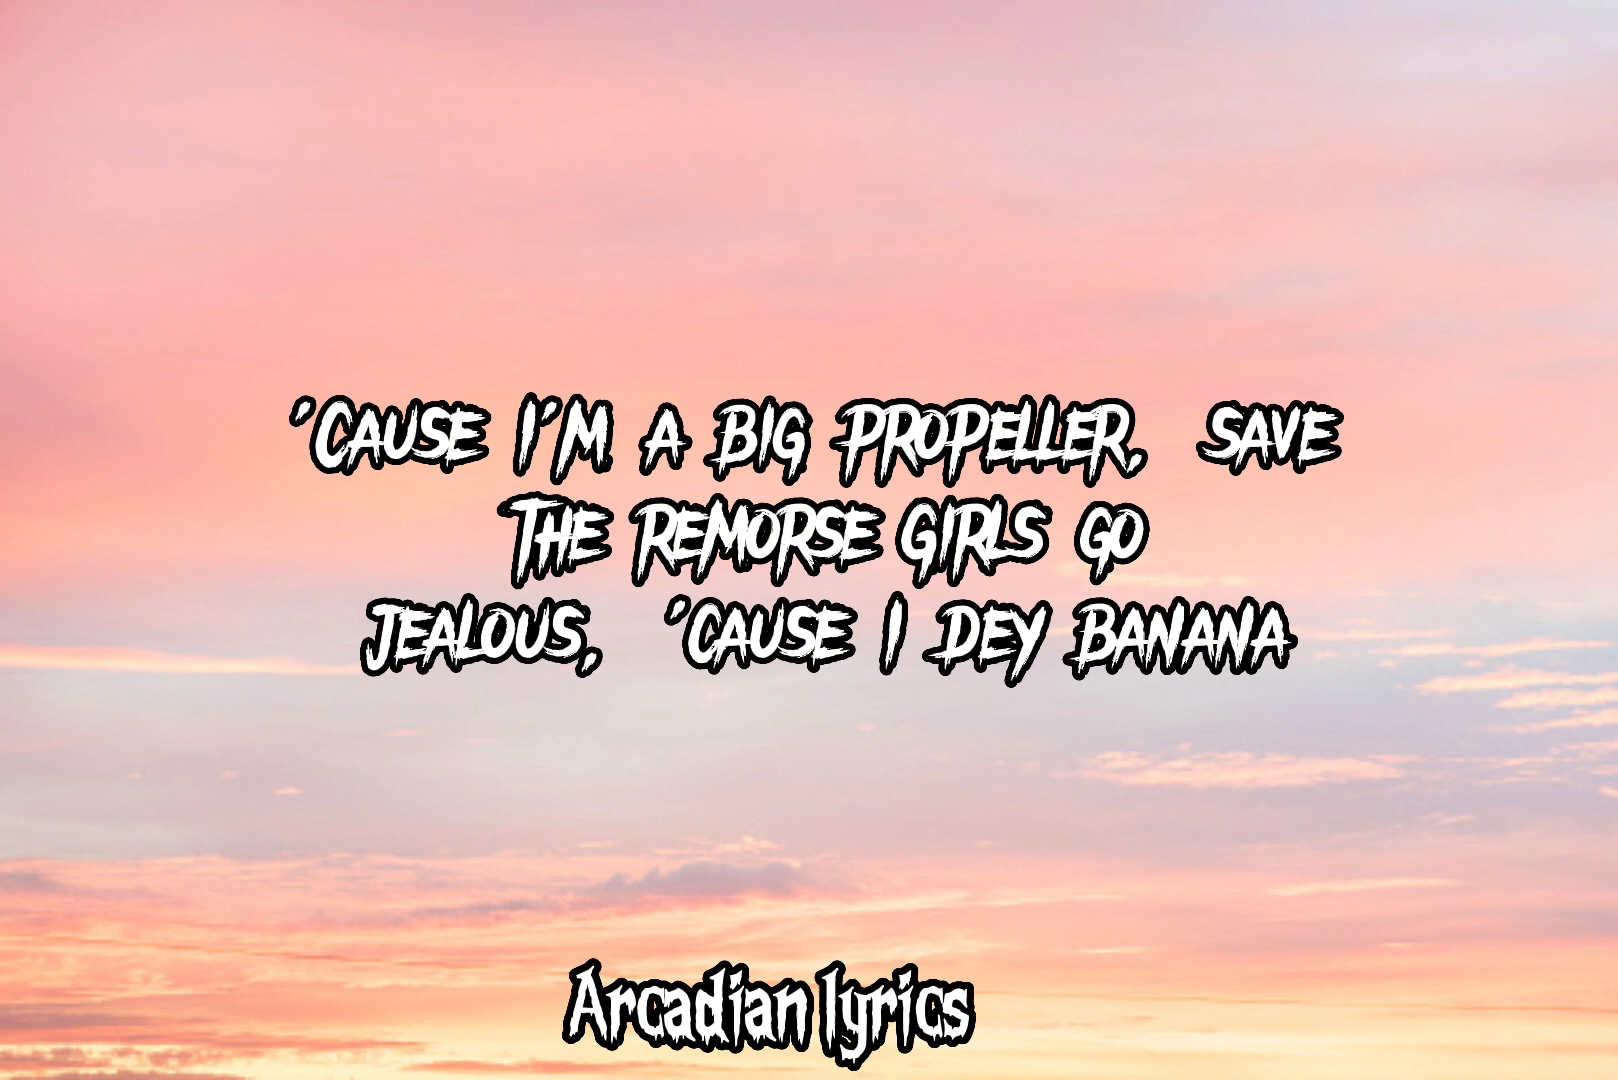 'Cause I'm a Big Propeller, save
The Remorse girls go
Jealous, 'cause I Dey Banana
Arcadian lyrics